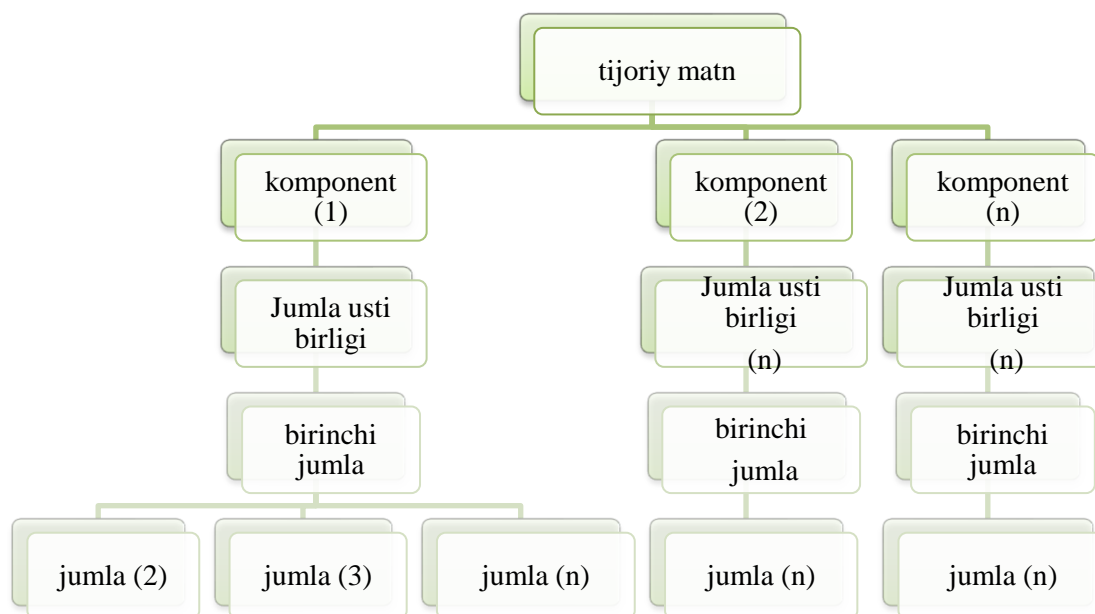 tijoriy matn
komponent
(1)
komponent
(2)
komponent
(n)
Jumla usti
birligi
Jumla usti
birligi
(n)
Jumla usti
birligi
(n)
birinchi
jumla
birinchi
jumla
birinchi
jumla
jumla (2)
jumla (3)
jumla (n)
jumla (n)
jumla (n)